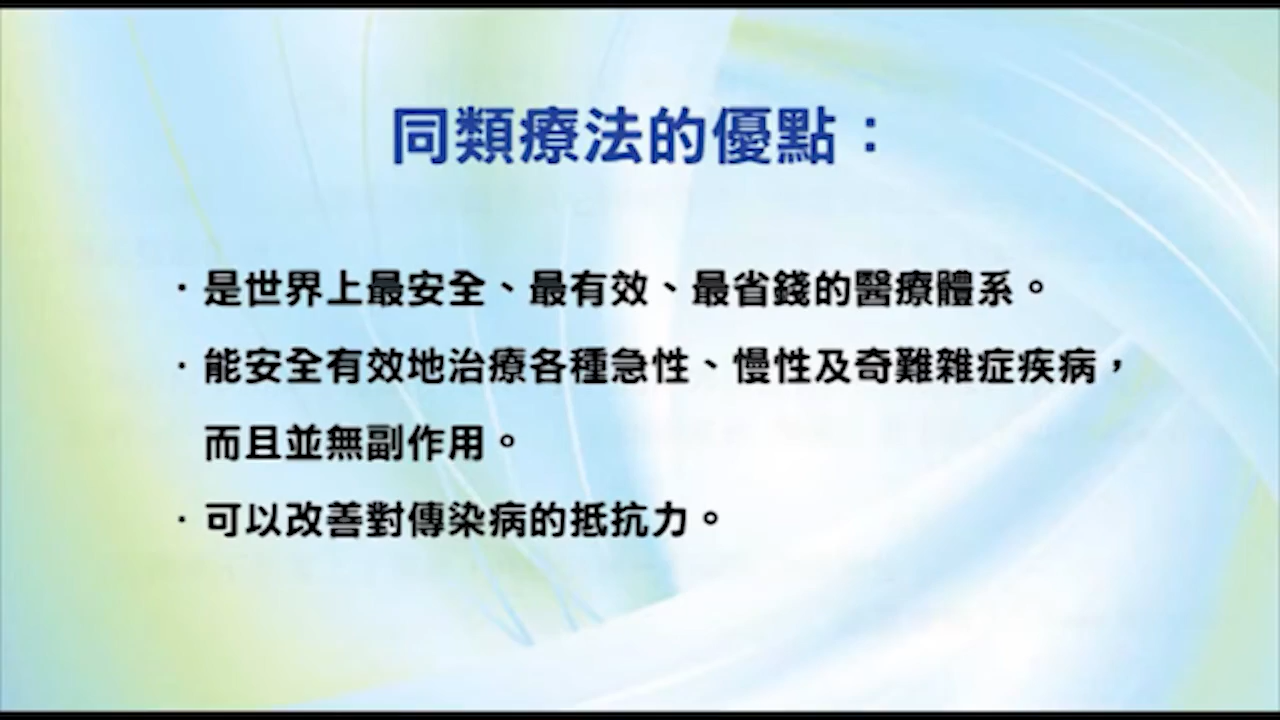 同類療法的優點：
·是世界上最安全、最有效、最省錢的醫療體系。
·能安全有效地治療各種急性、慢性及奇難雜症疾病，
而且並無副作用。
·可以改善對傳染病的抵抗力。